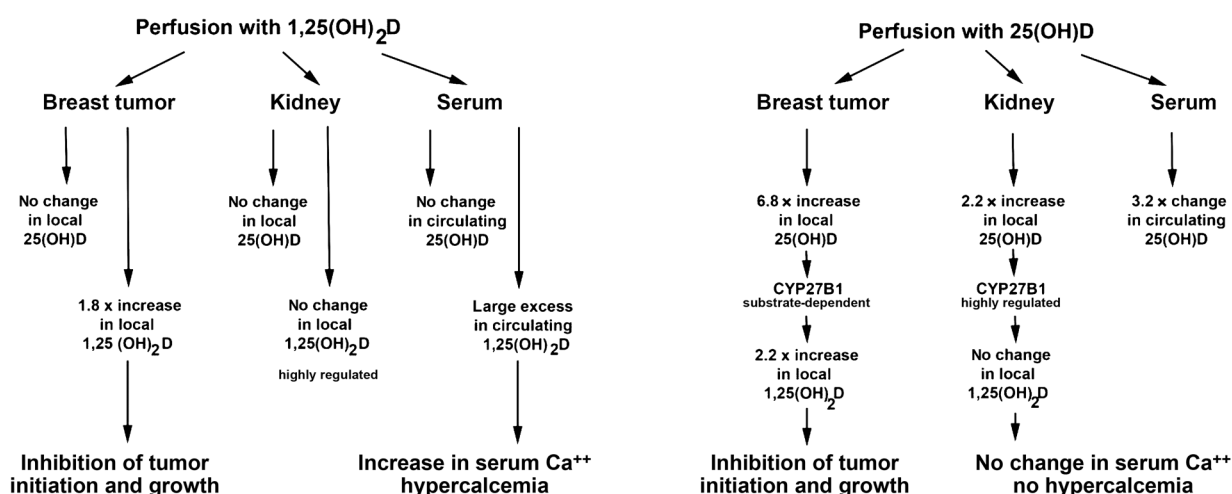 Perfusion with 1,25(OH)2D
Breast tumor
Kidney
Serum
No change
in local
25(OH)D
No change
in local
25(OH)D
No change
in circulating
25(OH)D
1.8 x increase
in local
1,25 (OH)2D
No change
in local
1,25(OH)2D
highly regulated
Large excess
in circulating
1,25(OH)2D
Inhibition of tumor
initiation and growth
Increase in serum Ca++
hypercalcemia
Perfusion with 25(OH)D
Breast tumor
Kidney
Serum
6.8 x increase
in local
25(OH)D
2.2 x increase
in local
25(OH)D
3.2 x change
in circulating
25(OH)D
CYP27B1
substrate-dependent
CYP27B1
highly regulated
2.2 x increase
in local
1,25(OH)2D
No change
in local
1,25(OH)2D
Inhibition of tumor
initiation and growth
No change in serum Ca++
no hypercalcemia